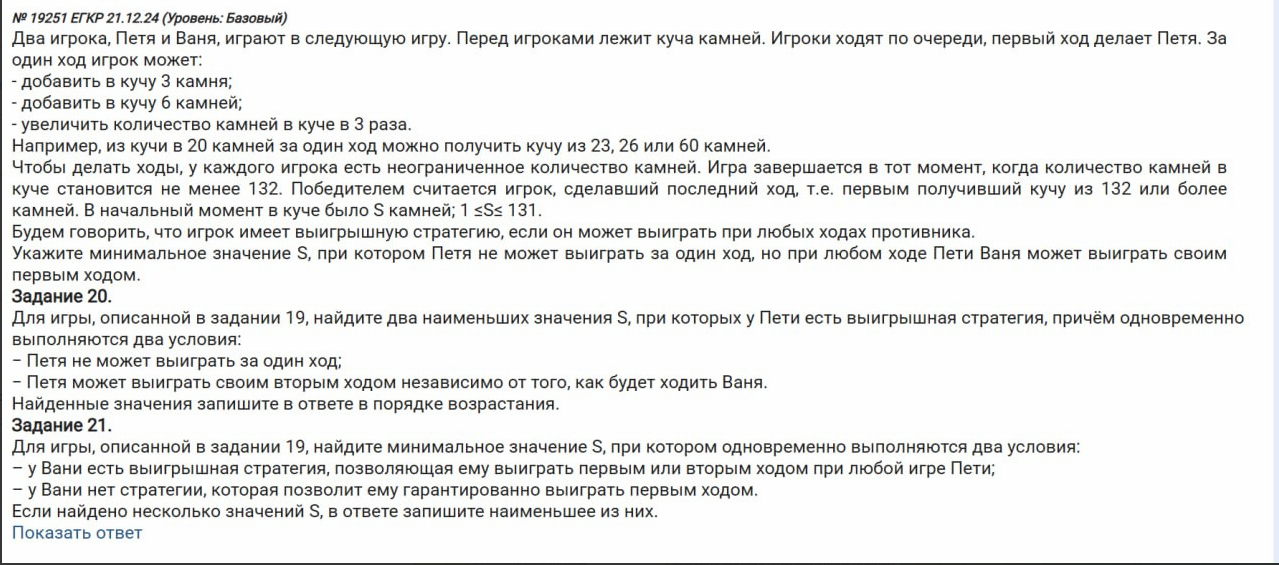 № 19251 ЕГКР 21.12.24 (Уровень: Базовый)
Два игрока, Петя и Ваня, играют в следующую игру. Перед игроками лежит куча камней. Игроки ходят по очереди, первый ход делает Петя. За
один ход игрок может:
- добавить в кучу 3 камня;
- добавить в кучу 6 камней;
- увеличить количество камней в куче в 3 раза.
Например, из кучи в 20 камней за один ход можно получить кучу из 23, 26 или 60 камней.
Чтобы делать ходы, у каждого игрока есть неограниченное количество камней. Игра завершается в тот момент, когда количество камней в
куче становится не менее 132. Победителем считается игрок, сделавший последний ход, т.е. первым получивший кучу из 132 или более
камней. В начальный момент в куче было S камней; 1 ≤S≤ 131.
Будем говорить, что игрок имеет выигрышную стратегию, если он может выиграть при любых ходах противника.
Укажите минимальное значение S, при котором Петя не может выиграть за один ход, но при любом ходе Пети Ваня может выиграть своим
первым ходом.
Задание 20.
Для игры, описанной в задании 19, найдите два наименьших значения S, при которых у Пети есть выигрышная стратегия, причём одновременно
выполняются два условия:
− Петя не может выиграть за один ход;
− Петя может выиграть своим вторым ходом независимо от того, как будет ходить Ваня.
Найденные значения запишите в ответе в порядке возрастания.
Задание 21.
Для игры, описанной в задании 19, найдите минимальное значение S, при котором одновременно выполняются два условия:
– у Вани есть выигрышная стратегия, позволяющая ему выиграть первым или вторым ходом при любой игре Пети;
– у Вани нет стратегии, которая позволит ему гарантированно выиграть первым ходом.
Если найдено несколько значений S, в ответе запишите наименьшее из них.
Показать ответ